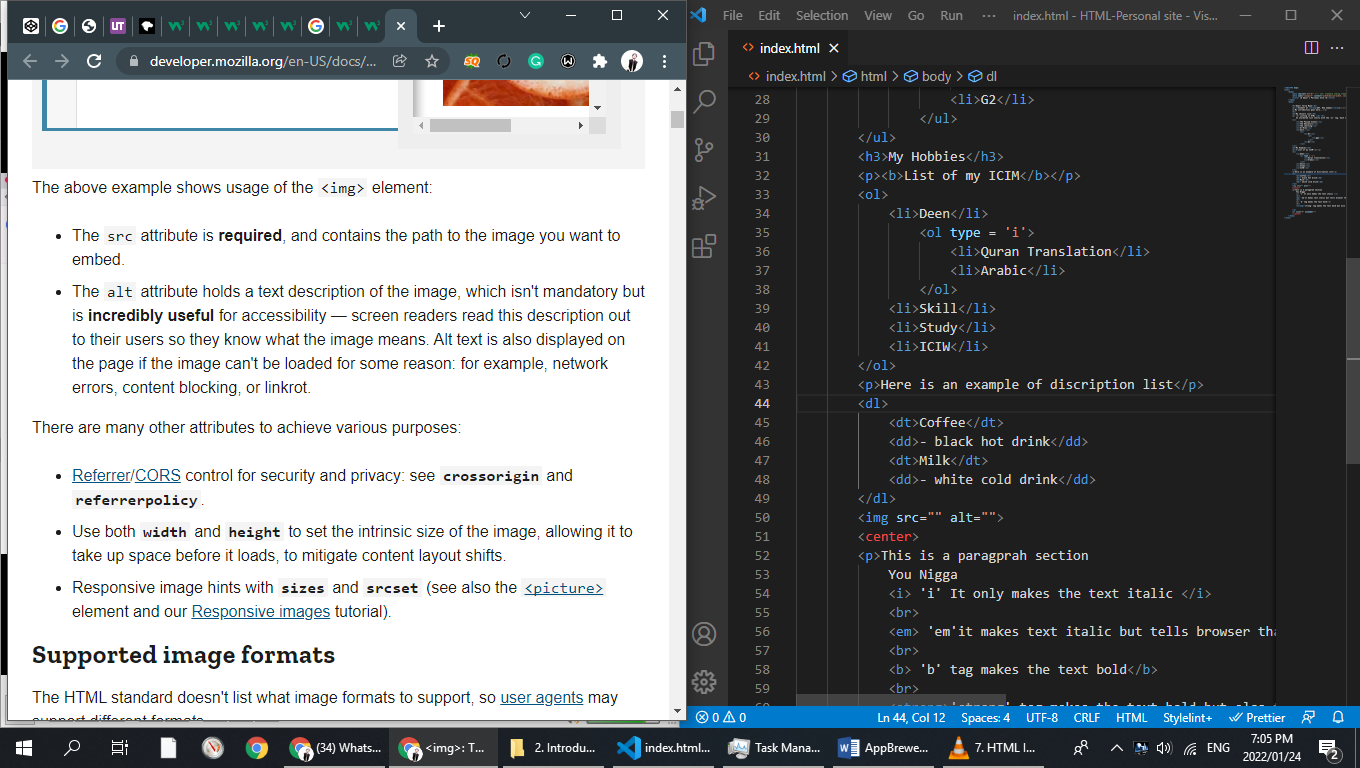 developer.mozilla.org/en-US/docs/...
The above example shows usage of the <img> element:
The src attribute is required, and contains the path to the image you want to
embed.
The alt attribute holds a text description of the image, which isn't mandatory but
is incredibly useful for accessibility — screen readers read this description out
to their users so they know what the image means. Alt text is also displayed on
the page if the image can't be loaded for some reason: for example, network
errors, content blocking, or linkrot.
There are many other attributes to achieve various purposes:
Referrer/CORS control for security and privacy: see crossorigin and
referrerpolicy.
Use both width and height to set the intrinsic size of the image, allowing it to
take up space before it loads, to mitigate content layout shifts.
Responsive image hints with sizes and srcset (see also the <picture>
element and our Responsive images tutorial).
Supported image formats
The HTML standard doesn't list what image formats to support, so user agents may
support different formats.
File Edit Selection View Go Run ··· index.html - HTML-Personal site - Vis...
index.html
index.html > html > body > dl
28 <li>G2</li>
29 </ul>
30 </ul>
31 <h3>My Hobbies</h3>
32 <p><b>List of my ICIM</b></p>
33 <ol>
34 <li>Deen</li>
35 <ol type = 'i'>
36 <li>Quran Translation</li>
37 <li>Arabic</li>
38 </ol>
39 <li>Skill</li>
40 <li>Study</li>
41 <li>ICIW</li>
42 </ol>
43 <p>Here is an example of discription list</p>
44 <dl>
45 <dt>Coffee</dt>
46 <dd>- black hot drink</dd>
47 <dt>Milk</dt>
48 <dd>- white cold drink</dd>
49 </dl>
50 <img src="" alt="">
51 <center>
52 <p>This is a paragprah section
53 You Nigga
54 <i> 'i' It only makes the text italic </i>
55 <br>
56 <em> 'em'it makes text italic but tells browser tha
57 <br>
58 <b> 'b' tag makes the text bold</b>
59 <br>
0 0 Ln 44, Col 12 Spaces: 4 UTF-8 CRLF HTML Stylelint+ Prettier
(34) Whats... <img>: T... 2. Introdu... index.html... Task Mana... AppBrewe... 7. HTML I... ENG
7:05 PM
2022/01/24
2